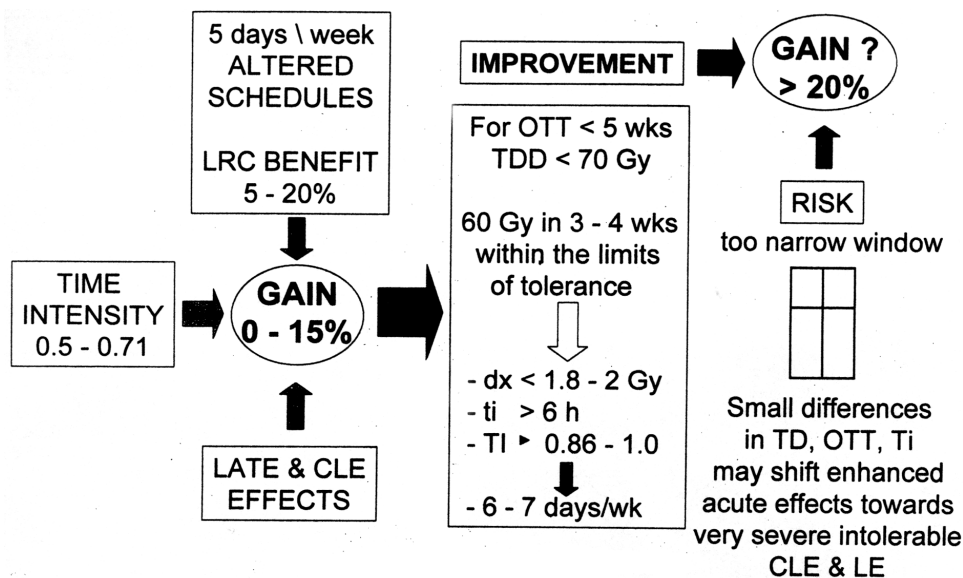 5 days \ week
ALTERED
SCHEDULES
LRC BENEFIT
5 - 20%
TIME
INTENSITY
0.5 - 0.71
GAIN
0 - 15%
LATE & CLE
EFFECTS
IMPROVEMENT
For OTT < 5 wks
TDD < 70 Gy
60 Gy in 3 - 4 wks
within the limits
of tolerance
- dx < 1.8 - 2 Gy
- ti > 6 h
- TI ► 0.86 - 1.0
- 6 - 7 days/wk
GAIN ?
> 20%
RISK
too narrow window
Small differences
in TD, OTT, Ti
may shift enhanced
acute effects towards
very severe intolerable
CLE & LE